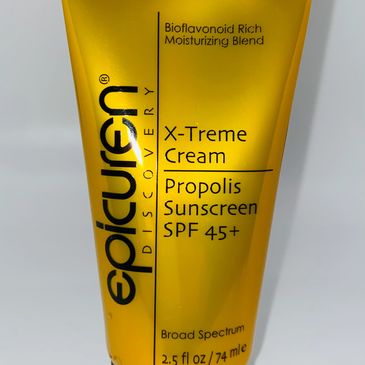 Bioflavonoid Rich
Moisturizing Blend
epicuren®
DISCOVERY
X-Treme
Cream
Propolis
Sunscreen
SPF 45+
Broad Spectrum
2.5 fl oz / 74 ml e